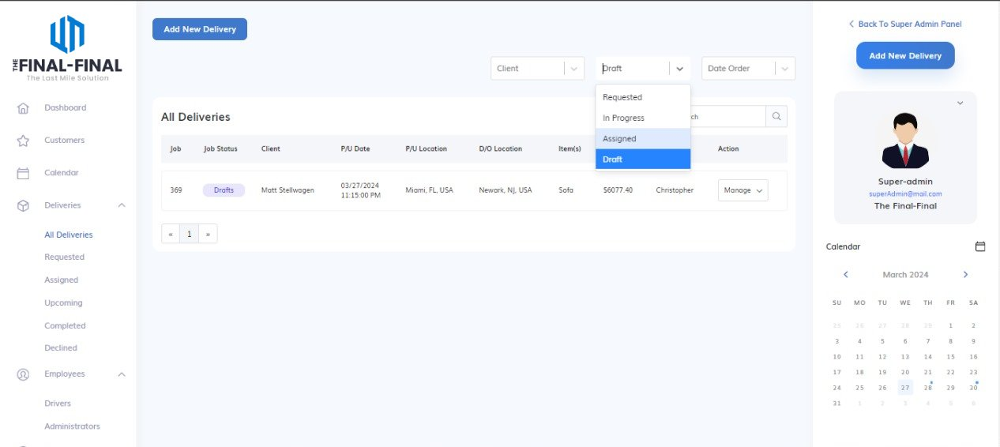 THE FINAL-FINAL
The Last Mile Solution
Dashboard
Customers
Calendar
Deliveries
All Deliveries
Requested
Assigned
Upcoming
Completed
Declined
Employees
Drivers
Administrators
Add New Delivery
Client
Draft
Date Order
Requested
In Progress
Assigned
Draft
All Deliveries
rch
Job Job Status Client P/U Date P/U Location D/O Location Item(s) Action
369 Drafts Matt Stellwagen 03/27/2024 11:15:00 PM Miami, FL, USA Newark, NJ, USA Sofa $6077.40 Christopher Manage
« 1 »
Back To Super Admin Panel
Add New Delivery
Super-admin
superAdmin@mail.com
The Final-Final
Calendar
March 2024
SU MO TU WE TH FR SA
25 26 27 28 29 1 2
3 4 5 6 7 8 9
10 11 12 13 14 15 16
17 18 19 20 21 22 23
24 25 26 27 28 29 30
31 1 2 3 4 5 6